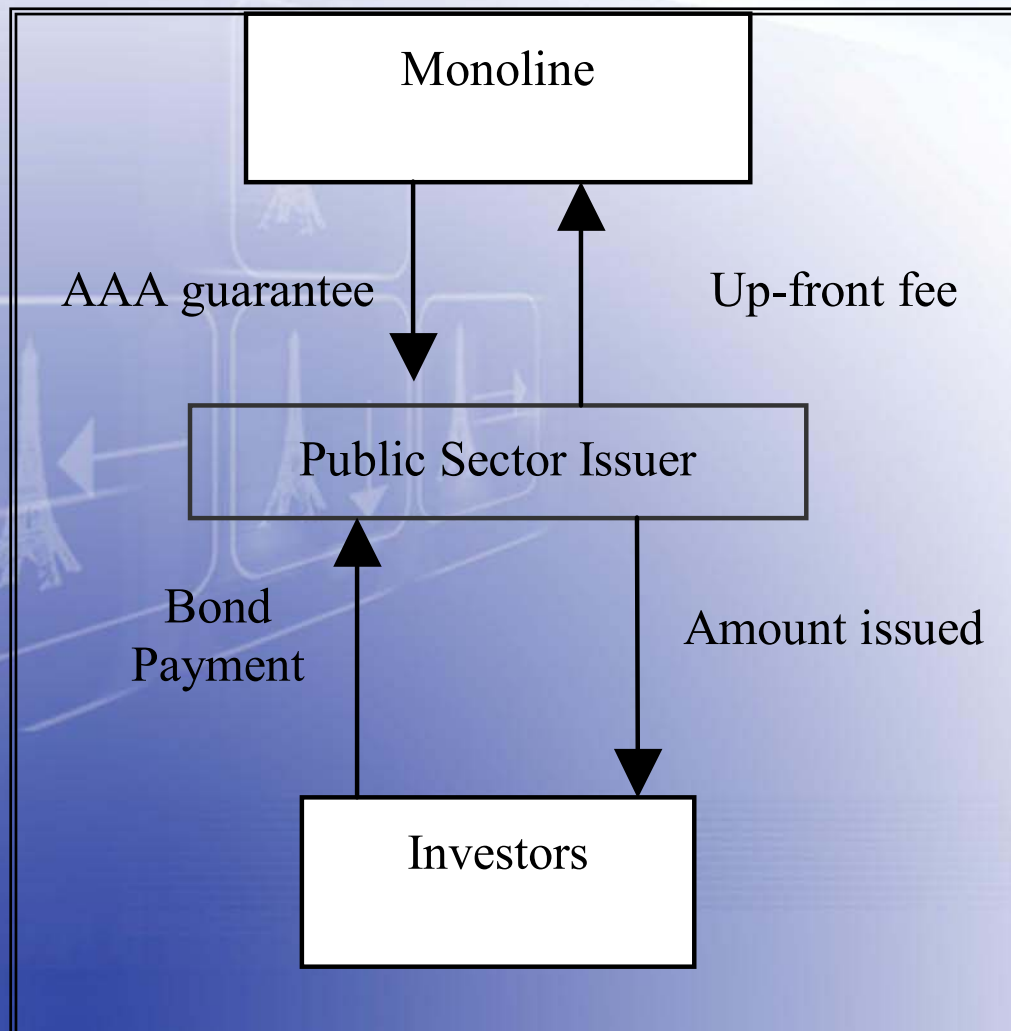 Monoline
AAA guarantee
Up-front fee
Public Sector Issuer
Bond
Payment
Amount issued
Investors